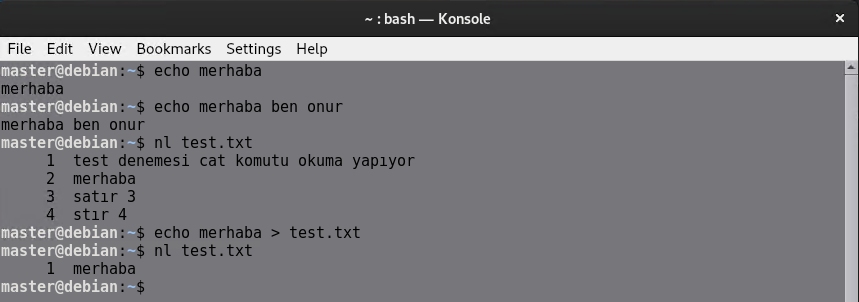 ~ : bash — Konsole
File Edit View Bookmarks Settings Help
master@debian:~$ echo merhaba
merhaba
master@debian:~$ echo merhaba ben onur
merhaba ben onur
master@debian:~$ nl test.txt
     1  test denemesi cat komutu okuma yapıyor
     2  merhaba
     3  satır 3
     4  stır 4
master@debian:~$ echo merhaba > test.txt
master@debian:~$ nl test.txt
     1  merhaba
master@debian:~$